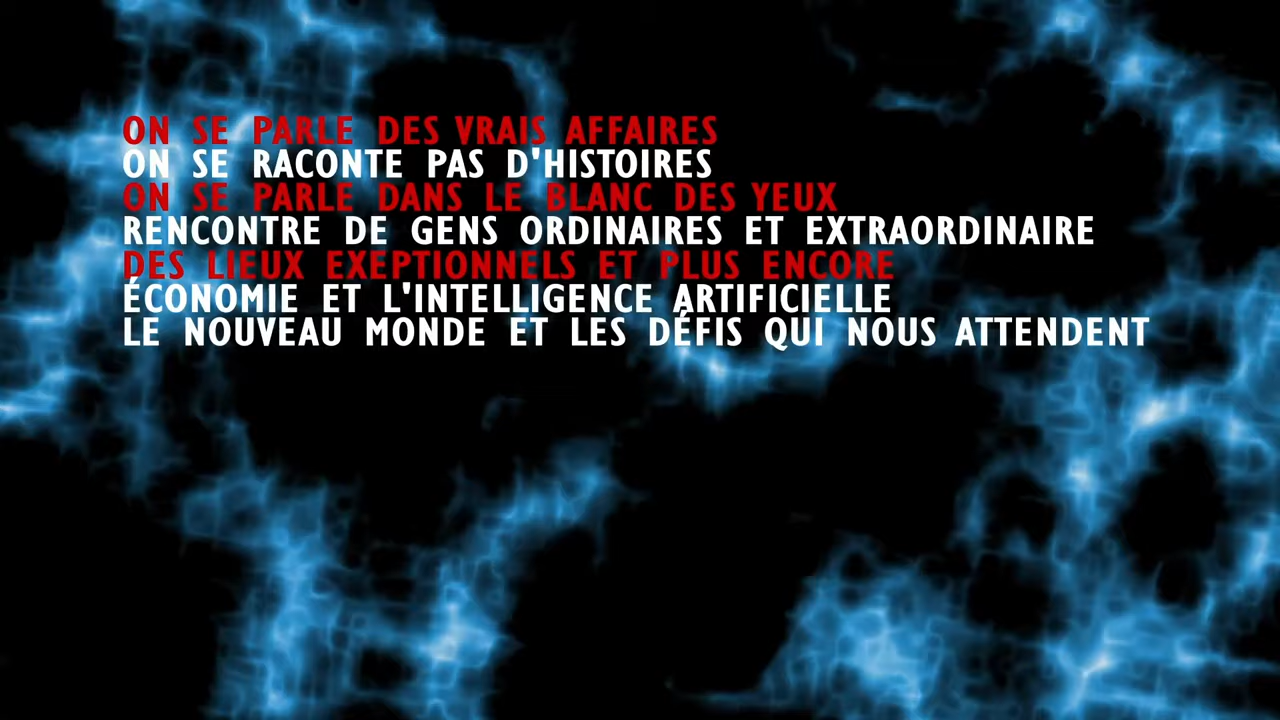 ON SE PARLE DES VRAIS AFFAIRES
ON SE RACONTE PAS D'HISTOIRES
ON SE PARLE DANS LE BLANC DES YEUX
RENCONTRE DE GENS ORDINAIRES ET EXTRAORDINAIRE
DES LIEUX EXEPTIONNELS ET PLUS ENCORE
ÉCONOMIE ET L'INTELLIGENCE ARTIFICIELLE
LE NOUVEAU MONDE ET LES DÉFIS QUI NOUS ATTENDENT